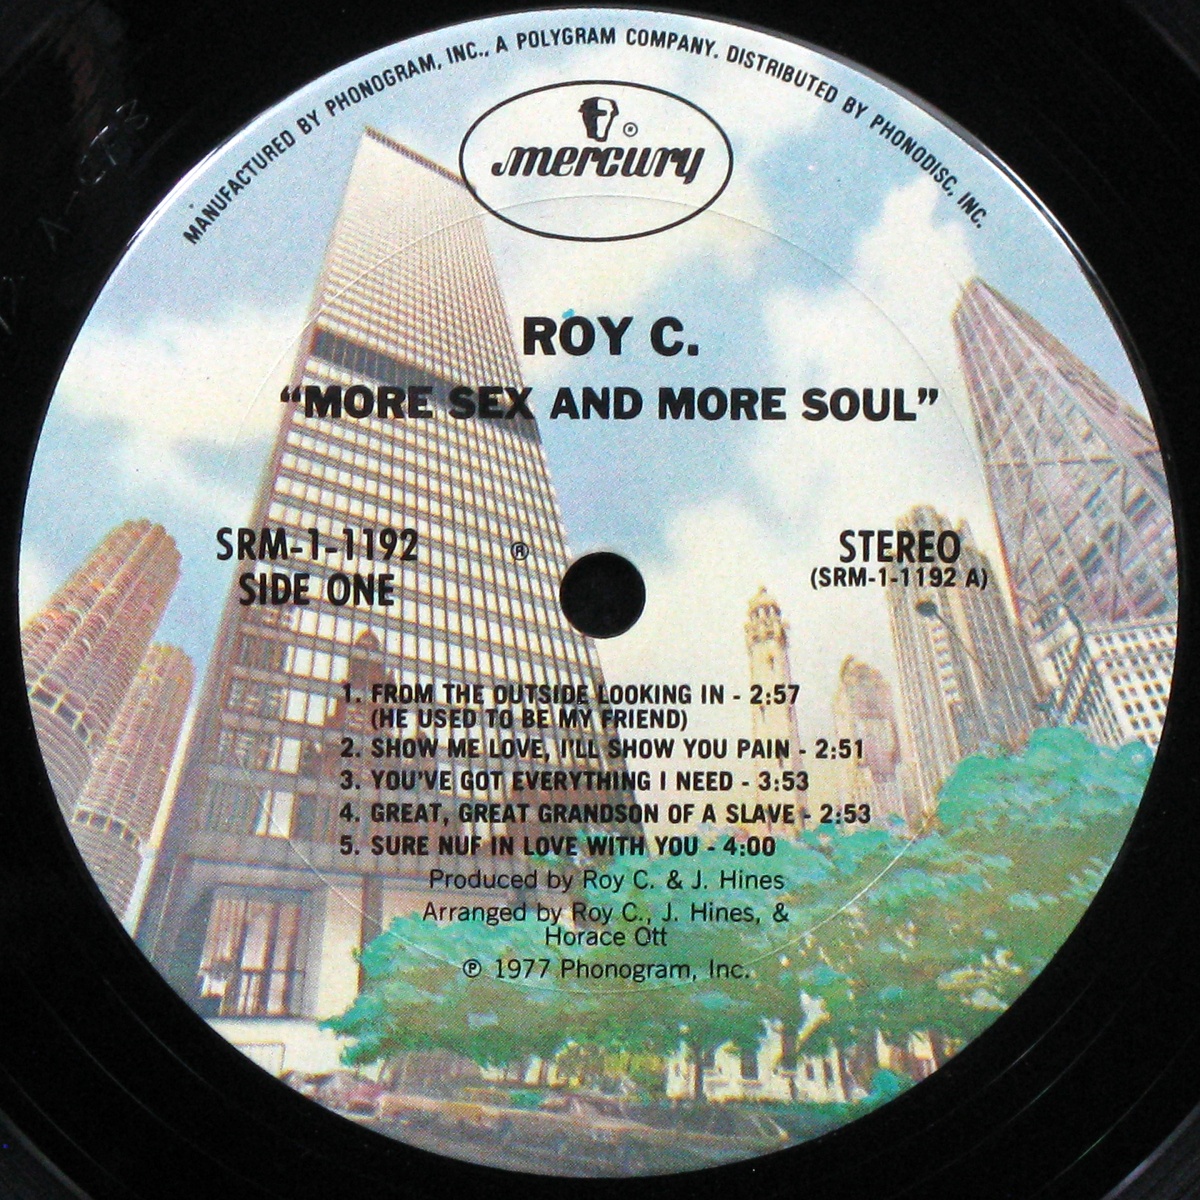 MANUFACTURED BY PHONOGRAM, INC., A POLYGRAM COMPANY. DISTRIBUTED BY PHONODISC, INC.
®
mercury
ROY C.
“MORE SEX AND MORE SOUL”
SRM-1-1192 ® STEREO
SIDE ONE (SRM-1-1192 A)
1. FROM THE OUTSIDE LOOKING IN - 2:57
(HE USED TO BE MY FRIEND)
2. SHOW ME LOVE, I'LL SHOW YOU PAIN - 2:51
3. YOU'VE GOT EVERYTHING I NEED - 3:53
4. GREAT, GREAT GRANDSON OF A SLAVE - 2:53
5. SURE NUF IN LOVE WITH YOU - 4:00
Produced by Roy C. & J. Hines
Arranged by Roy C., J. Hines, &
Horace Ott
℗ 1977 Phonogram, Inc.